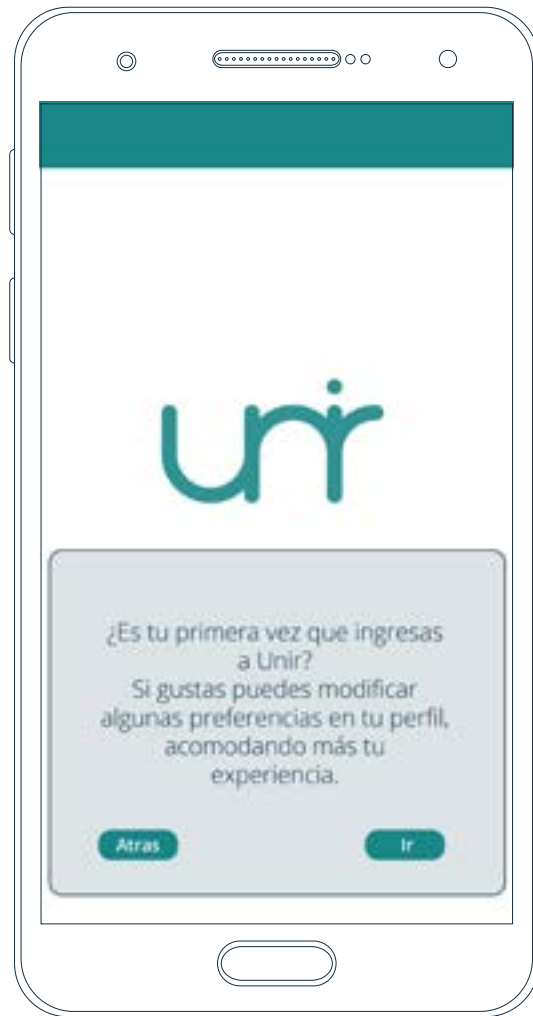 unir
¿Es tu primera vez que ingresas
a Unir?
Si gustas puedes modificar
algunas preferencias en tu perfil,
acomodando más tu
experiencia.
Atras
Ir